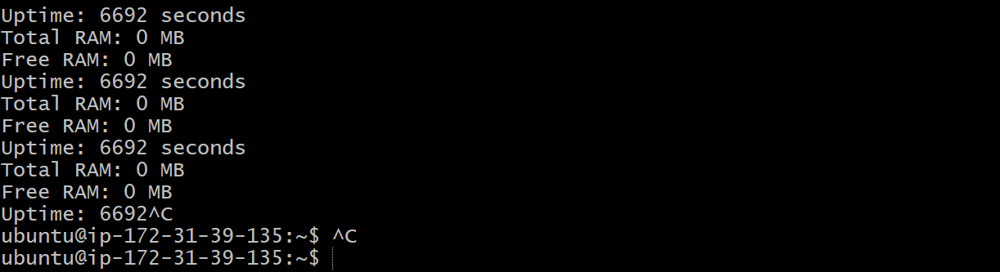 Uptime: 6692 seconds
Total RAM: 0 MB
Free RAM: 0 MB
Uptime: 6692 seconds
Total RAM: 0 MB
Free RAM: 0 MB
Uptime: 6692 seconds
Total RAM: 0 MB
Free RAM: 0 MB
Uptime: 6692^C
ubuntu@ip-172-31-39-135:~$ ^C
ubuntu@ip-172-31-39-135:~$